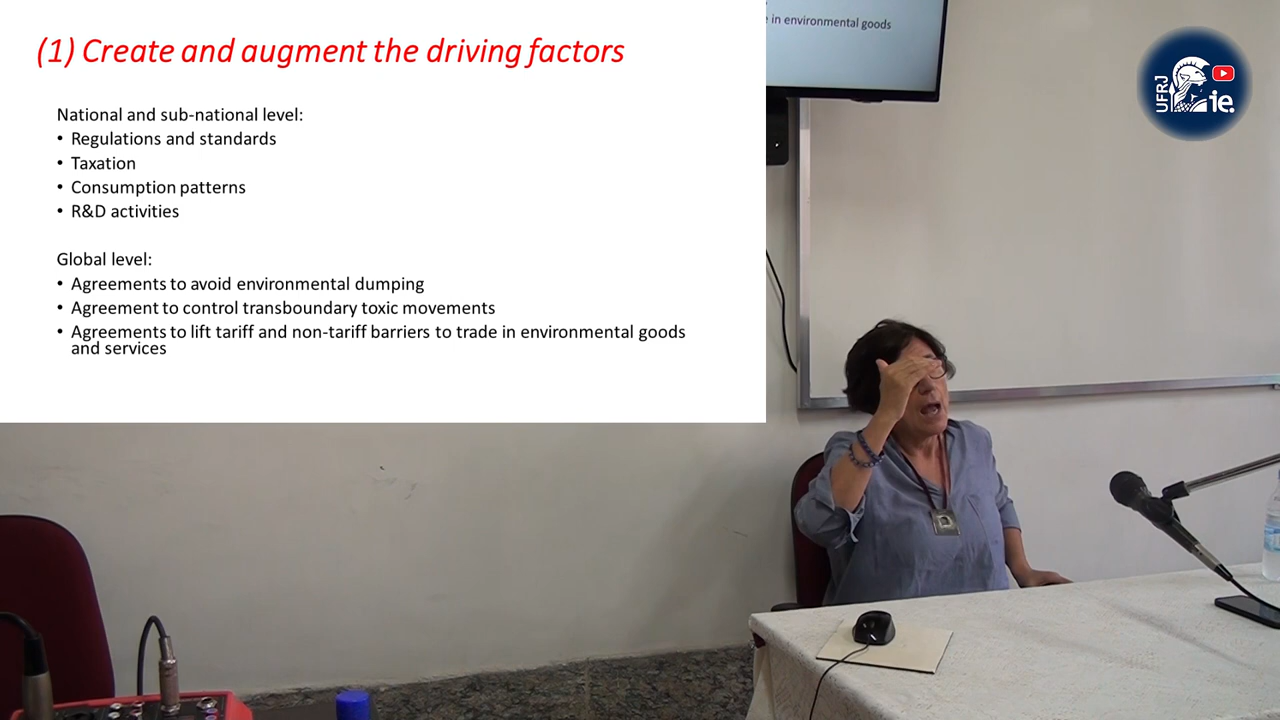 (1) Create and augment the driving factors
National and sub-national level:
• Regulations and standards
• Taxation
• Consumption patterns
• R&D activities
Global level:
• Agreements to avoid environmental dumping
• Agreement to control transboundary toxic movements
• Agreements to lift tariff and non-tariff barriers to trade in environmental goods
and services
in environmental goods
UFRJ
ie.